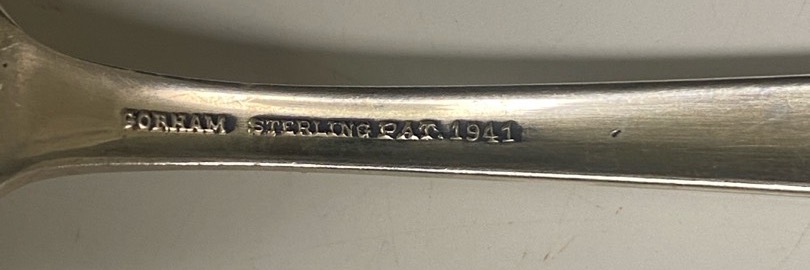 GORHAM STERLING PAT. 1941